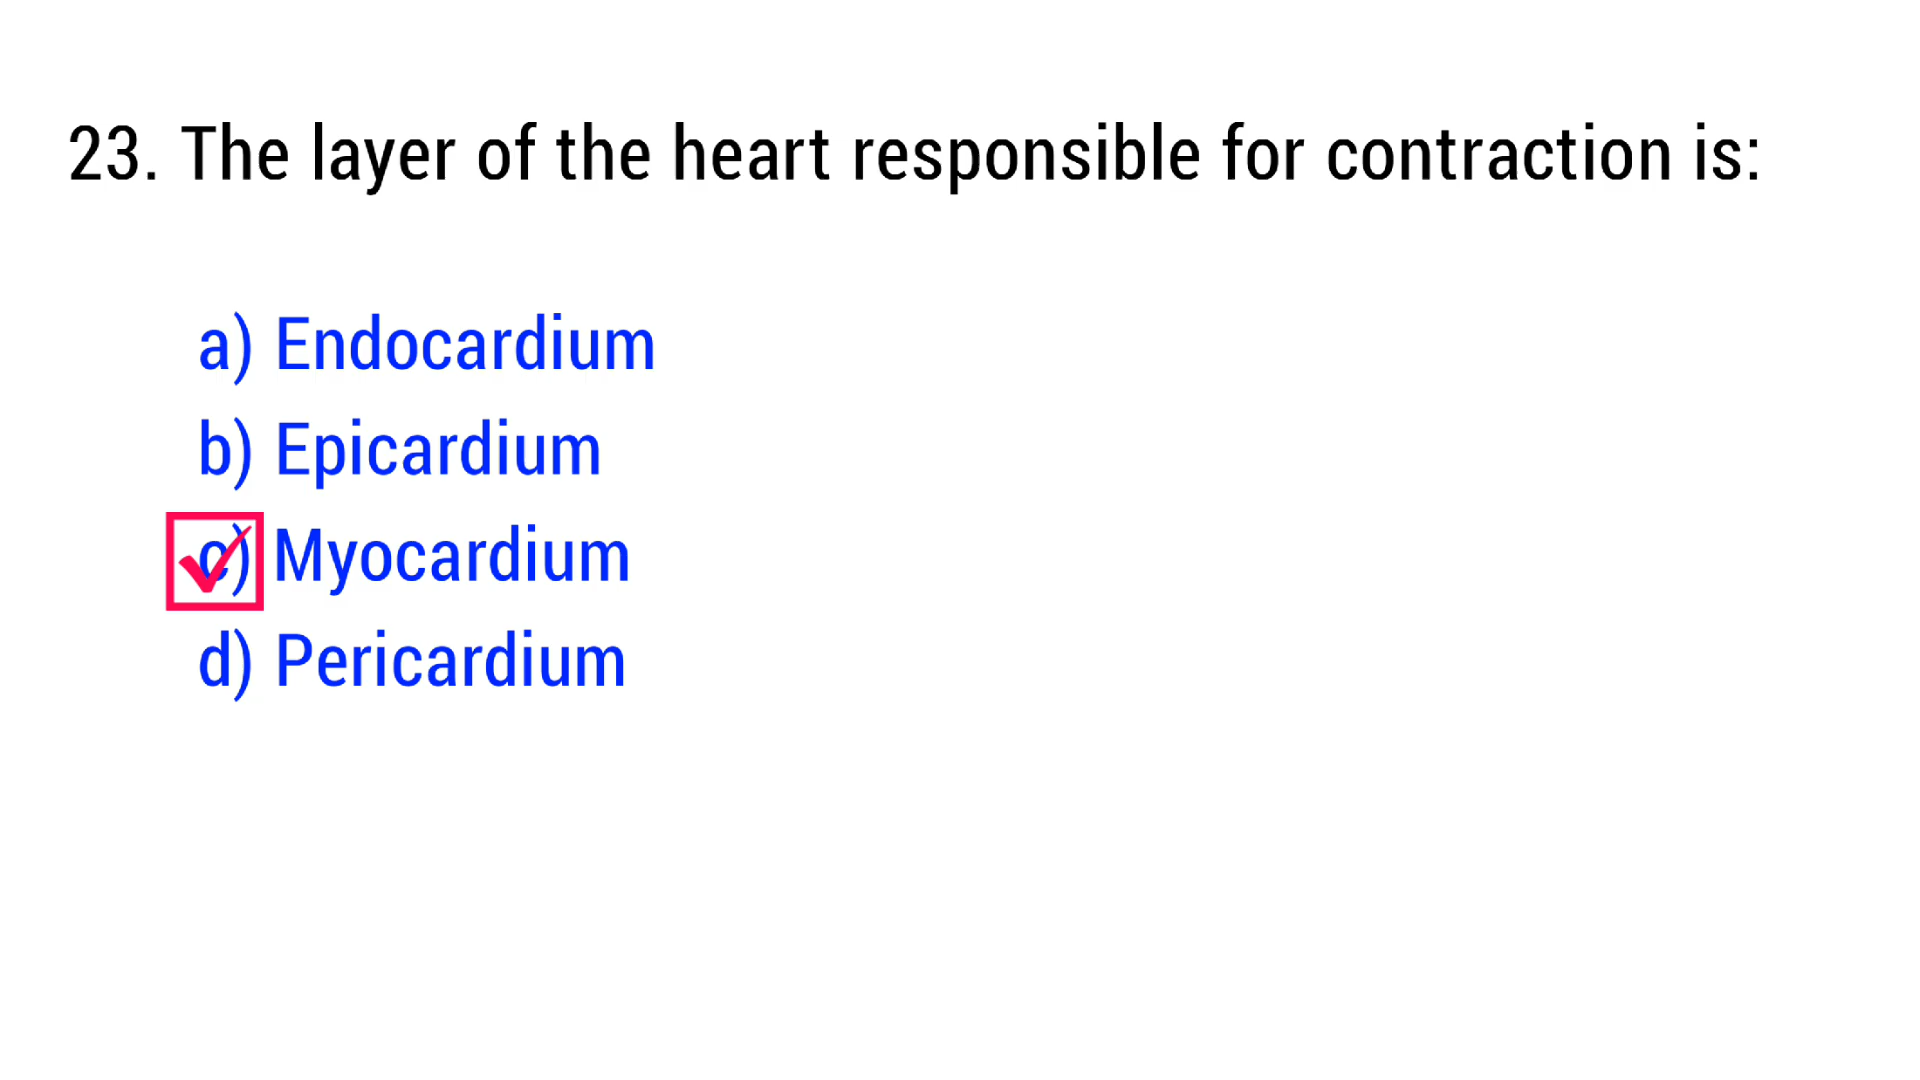 23. The layer of the heart responsible for contraction is:
a) Endocardium
b) Epicardium
c) Myocardium
d) Pericardium